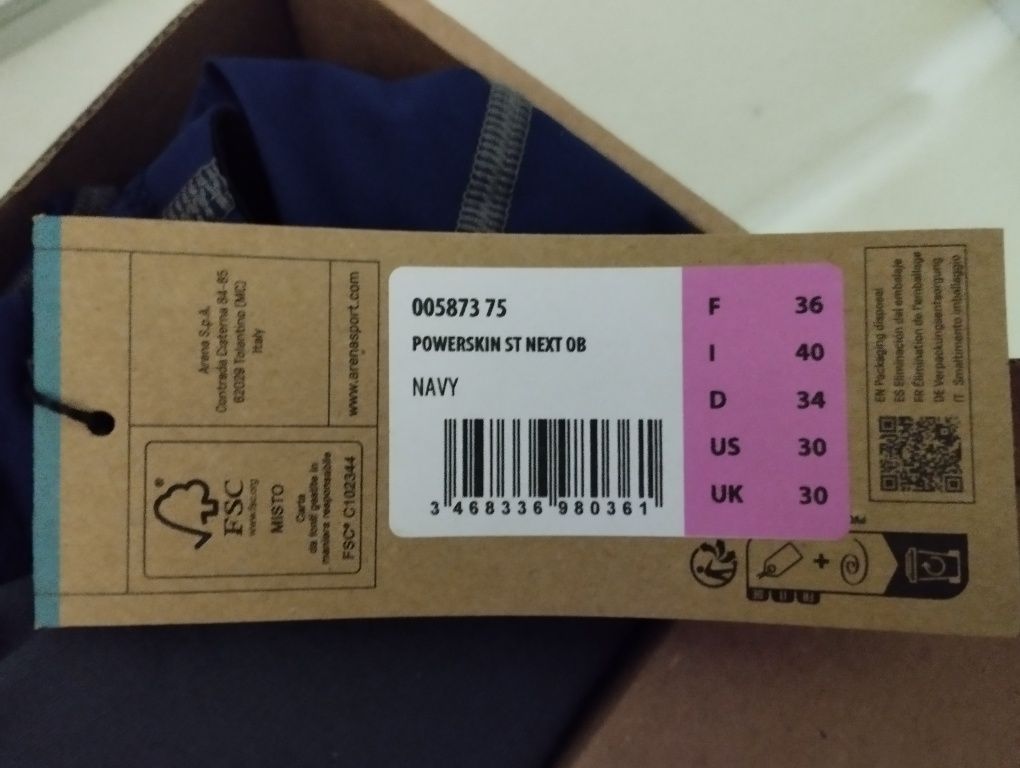 Arena S.p.A.
Contrada Cisterna 84-85
62029 Tolentino (MC)
Italy
www.arenasport.com
®
FSC
www.fsc.org
MISTO
Carta
da fonti gestite in
maniera responsabile
FSC® C102344
005873 75
POWERSKIN ST NEXT OB
NAVY
3 468336 980361
F 36
I 40
D 34
US 30
UK 30
EN Packaging disposal
ES Eliminación del embalaje
FR Élimination de l'emballage
DE Verpackungsentsorgung
IT Smaltimento imballaggio
+
FR